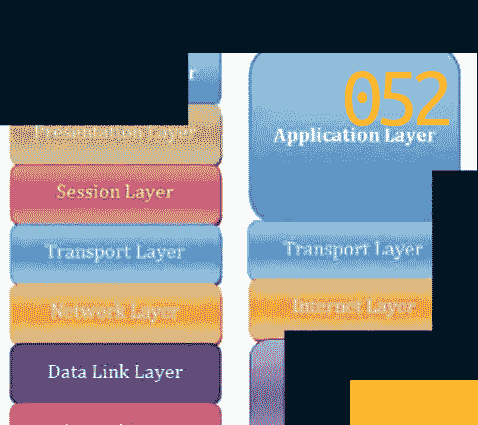 052
Application Layer
Presentation Layer
Session Layer
Transport Layer
Network Layer
Data Link Layer
Transport Layer
Internet Layer